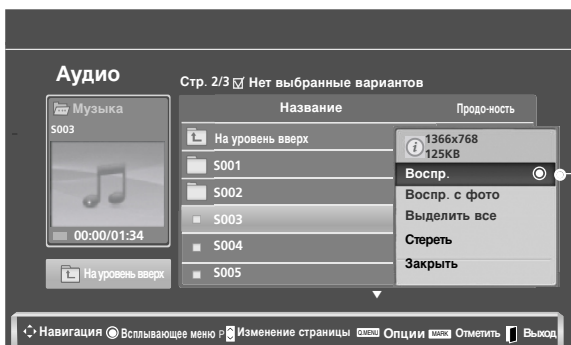 Аудио
Стр. 2/3 Нет выбранные вариантов
Музыка
S003
00:00/01:34
На уровень вверх
Название Продо-ность
На уровень вверх
S001
S002
S003
S004
S005
1366x768
125KB
Воспр.
Воспр. с фото
Выделить все
Стереть
Закрыть
Навигация Всплывающее меню P Изменение страницы Q.MENU Опции MARK Отметить Выход